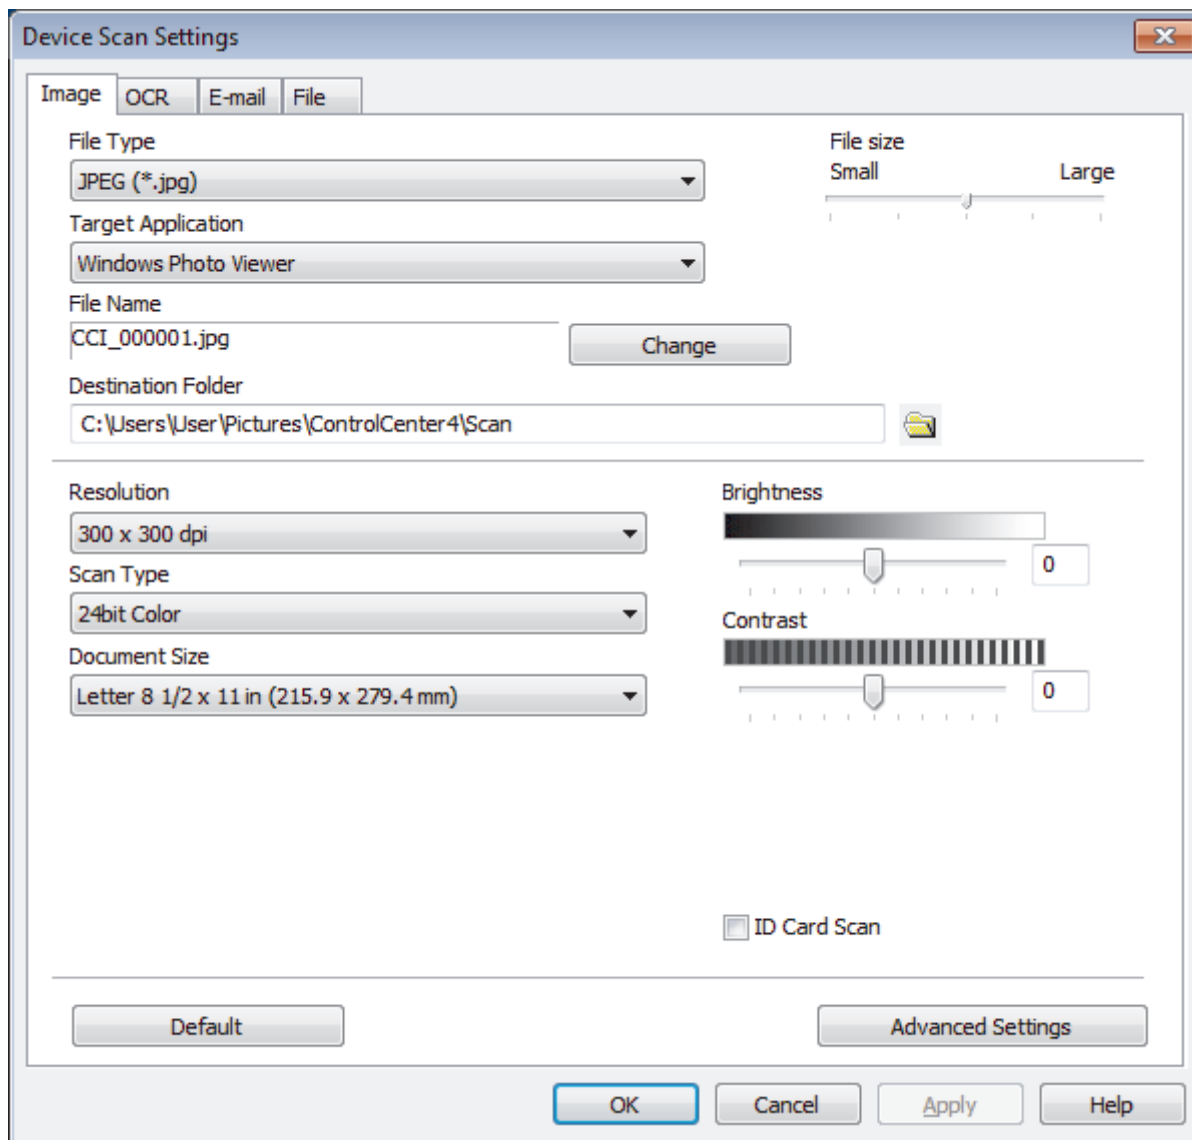 Device Scan Settings
Image OCR E-mail File
File Type
JPEG (*.jpg)
File size
Small Large
Target Application
Windows Photo Viewer
File Name
CCI_000001.jpg
Change
Destination Folder
C:\Users\User\Pictures\ControlCenter4\Scan
Resolution
300 x 300 dpi
Scan Type
24bit Color
Document Size
Letter 8 1/2 x 11 in (215.9 x 279.4 mm)
Brightness
0
Contrast
0
ID Card Scan
Default
Advanced Settings
OK Cancel Apply Help